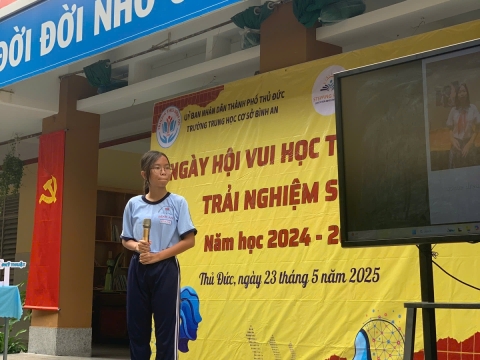 ĐỜI ĐỜI NHỚ
ỦY BAN NHÂN DÂN THÀNH PHỐ THỦ ĐỨC
TRƯỜNG TRUNG HỌC CƠ SỞ BÌNH AN
NGÀY HỘI VUI HỌC
TRẢI NGHIỆM
Năm học 2024 -
Thủ Đức, ngày 23 tháng 5 năm 2025